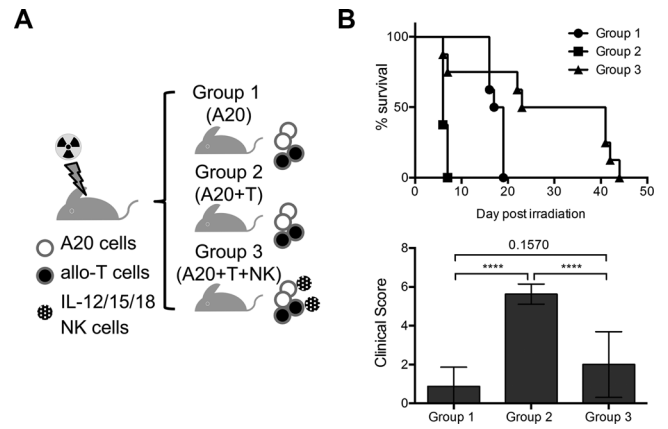 A
Group 1
(A20)
Group 2
(A20+T)
Group 3
(A20+T+NK)
A20 cells
allo-T cells
IL-12/15/18
NK cells
B
% survival
100
50
0
0
10
20
30
40
50
Day post irradiation
Group 1
Group 2
Group 3
Clinical Score
8
6
4
2
0
0.1570
****
****
Group 1
Group 2
Group 3